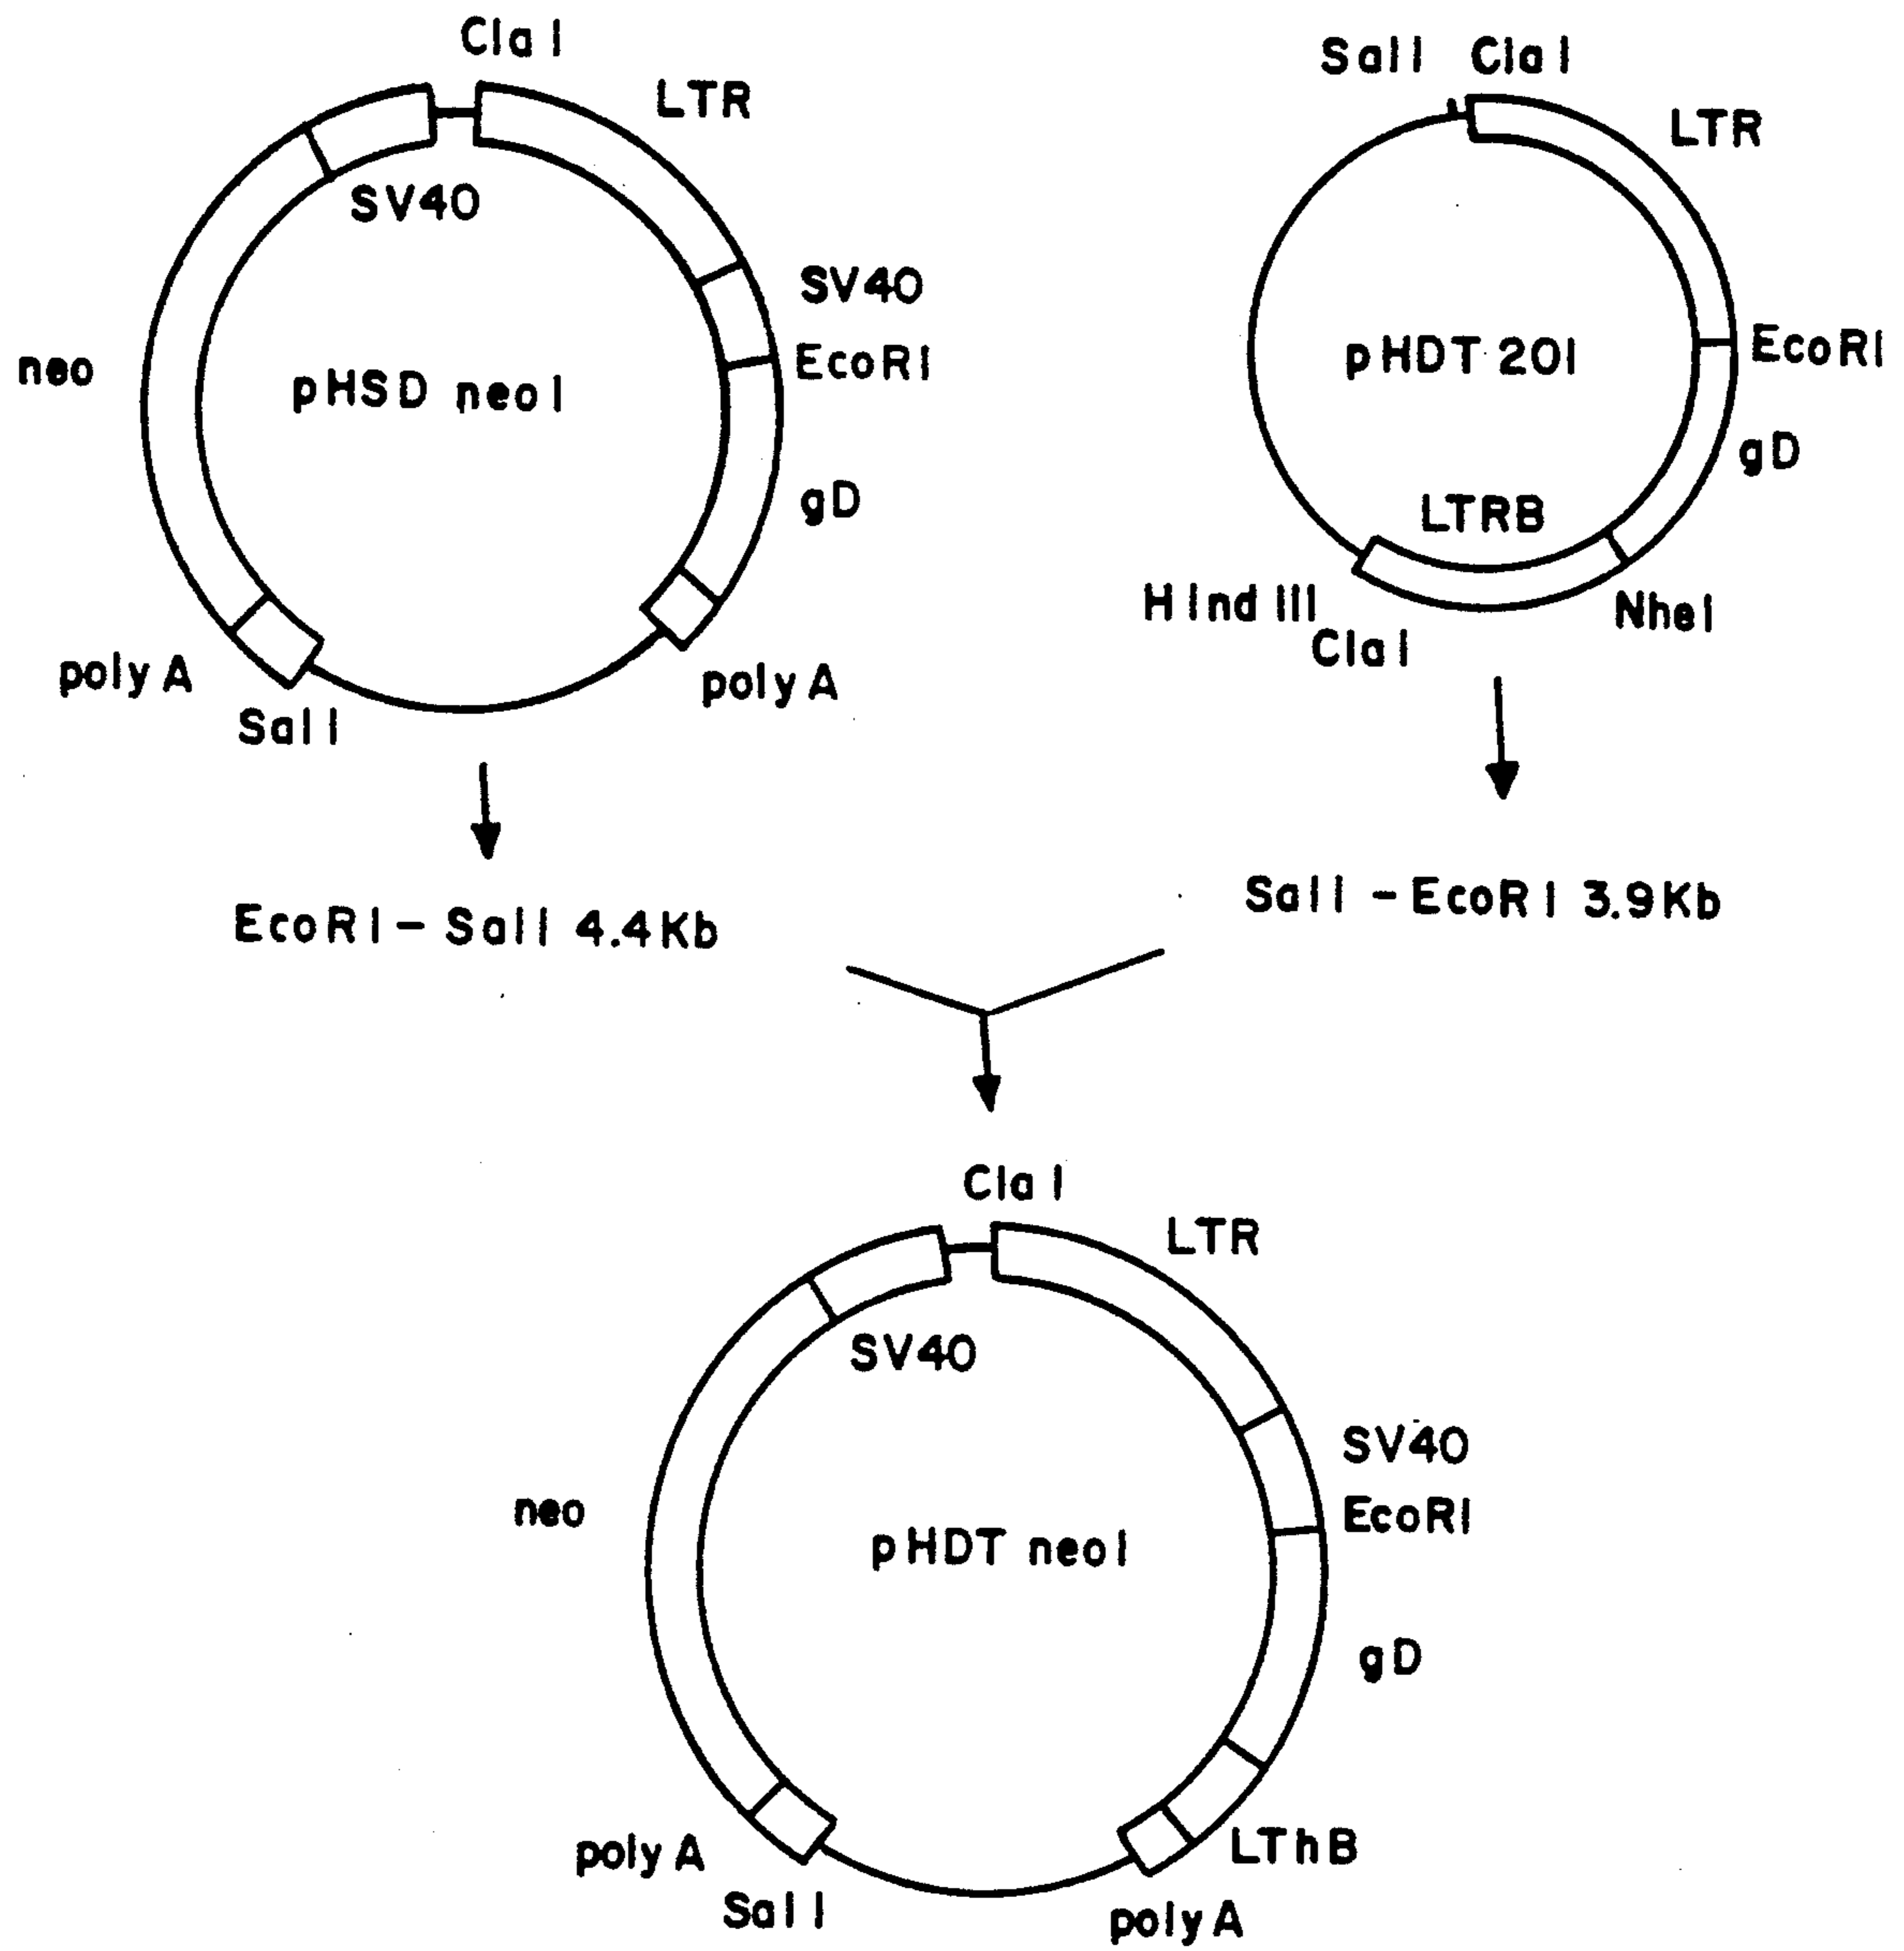 Cla I
LTR
SV40
SV40
EcoRI
neo
pHSD neo I
gD
poly A
poly A
Sal I
Sal I Cla I
LTR
pHDT 201
EcoRI
gD
LTRB
Hind III
Cla I
Nhe I
EcoRI - Sal I 4.4Kb
Sal I - EcoRI 3.9Kb
Cla I
LTR
SV40
SV40
EcoRI
neo
pHDT neo I
gD
poly A
LThB
Sal I
poly A